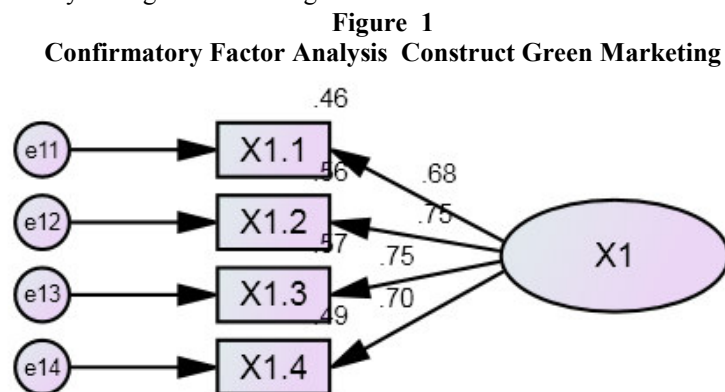 Figure 1
Confirmatory Factor Analysis Construct Green Marketing
.46
e11 X1.1
.68
.56
e12 X1.2
.75
X1
.57
e13 X1.3
.75
.49
.70
e14 X1.4